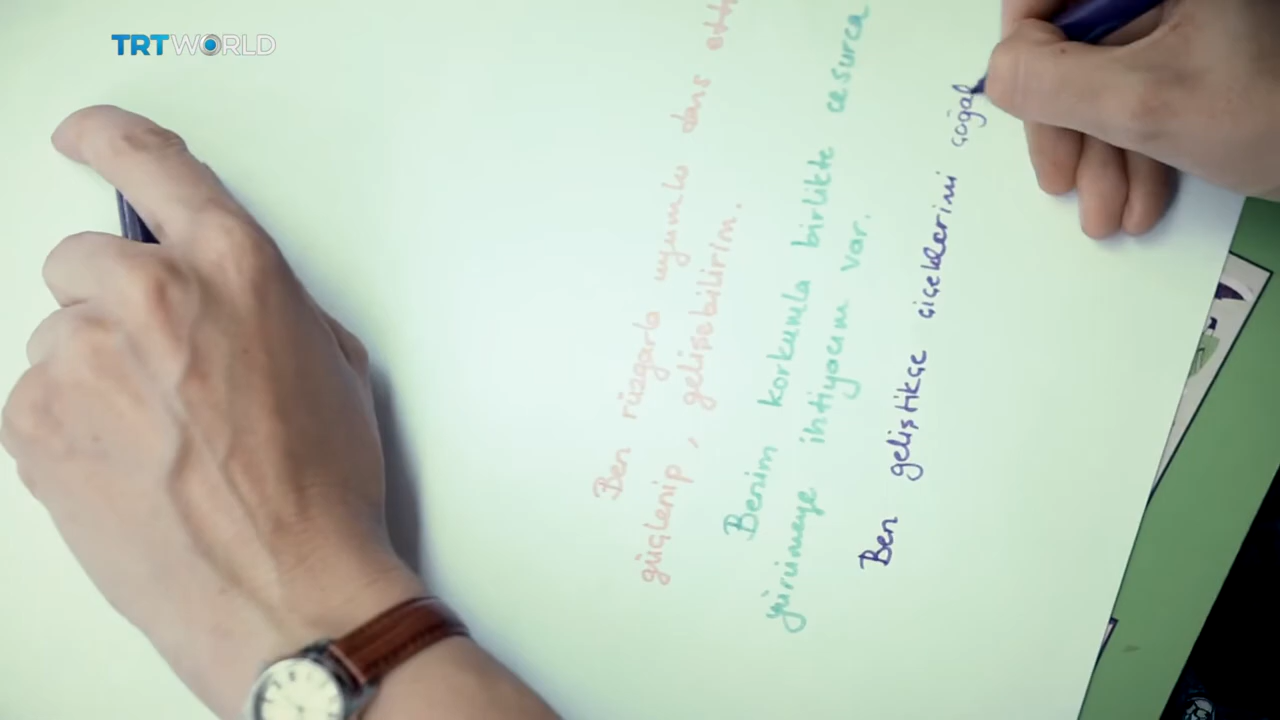 TRT WORLD
Ben rüzgarla uyumlu dans ett
güçlenip, gelişebilirim.
Benim korkumla birlikte cesurca
yürümeye ihtiyacım var.
Ben geliştikçe çiçeklerimi çoğal